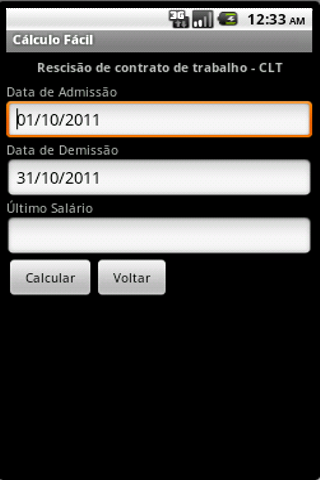 3G 12:33 AM
Cálculo Fácil
Rescisão de contrato de trabalho - CLT
Data de Admissão
01/10/2011
Data de Demissão
31/10/2011
Último Salário
Calcular Voltar